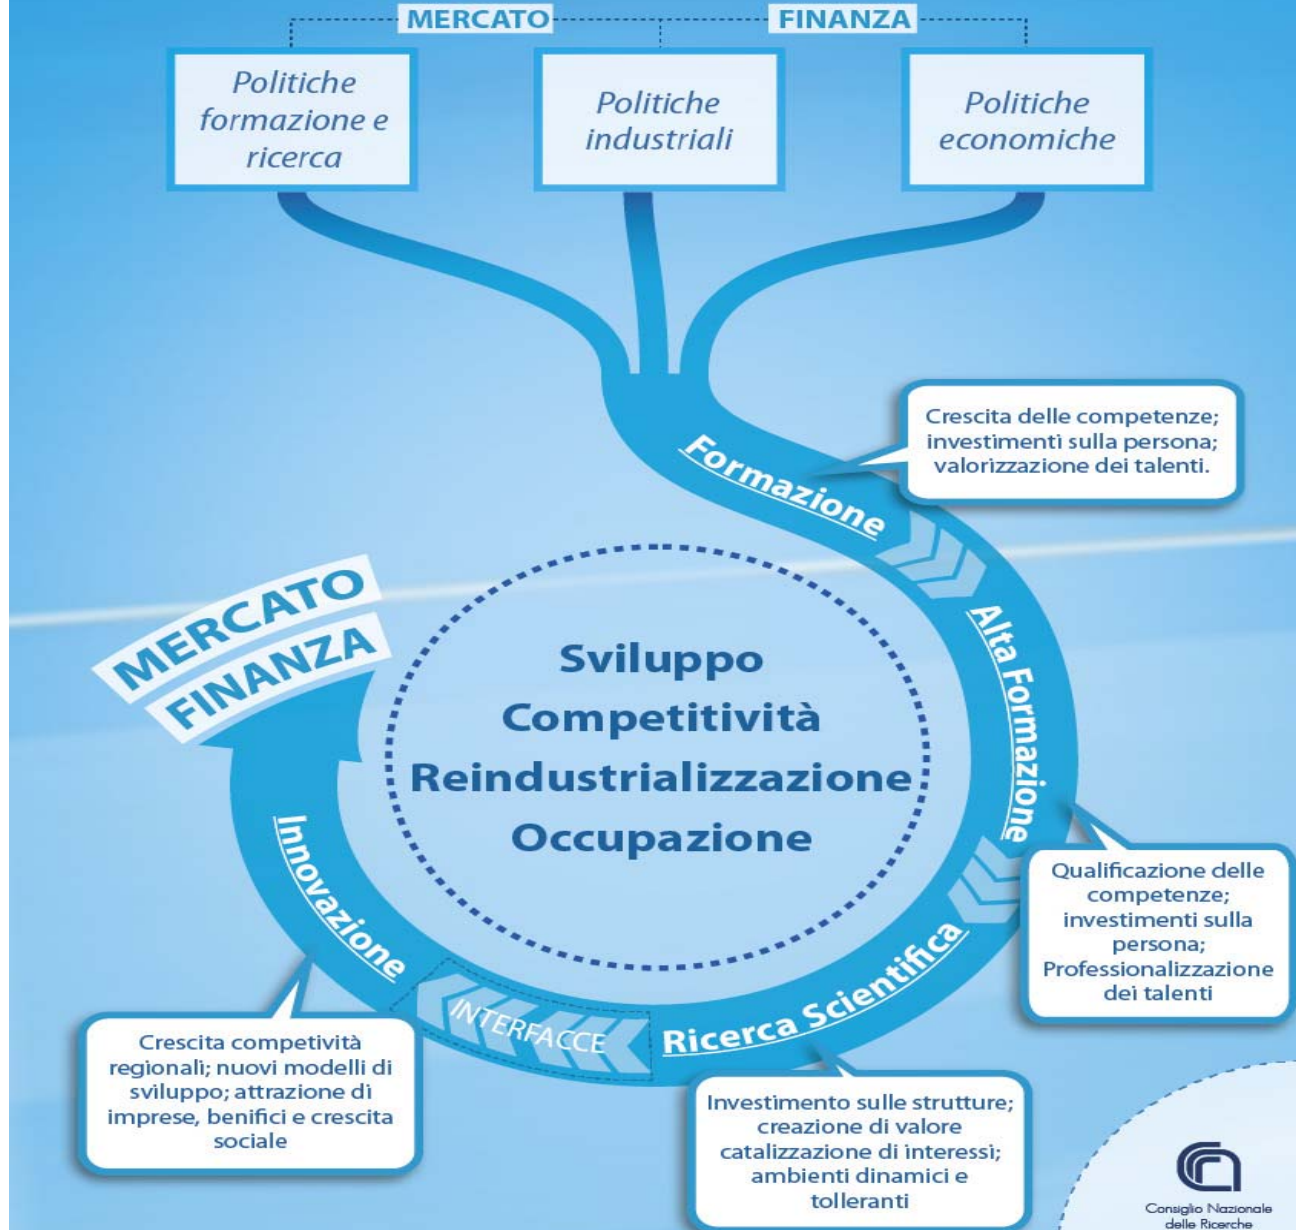 MERCATO FINANZA
Politiche
formazione e
ricerca
Politiche
industriali
Politiche
economiche
Formazione
Crescita delle competenze;
investimenti sulla persona;
valorizzazione dei talenti.
Alta Formazione
Qualificazione delle
competenze;
investimenti sulla
persona;
Professionalizzazione
dei talenti
Ricerca Scientifica
Investimento sulle strutture;
creazione di valore
catalizzazione di interessi;
ambienti dinamici e
tolleranti
INTERFACCE
Innovazione
Crescita competività
regionali; nuovi modelli di
sviluppo; attrazione di
imprese, benifici e crescita
sociale
MERCATO
FINANZA
Sviluppo
Competitività
Reindustrializzazione
Occupazione
Consiglio Nazionale
delle Ricerche